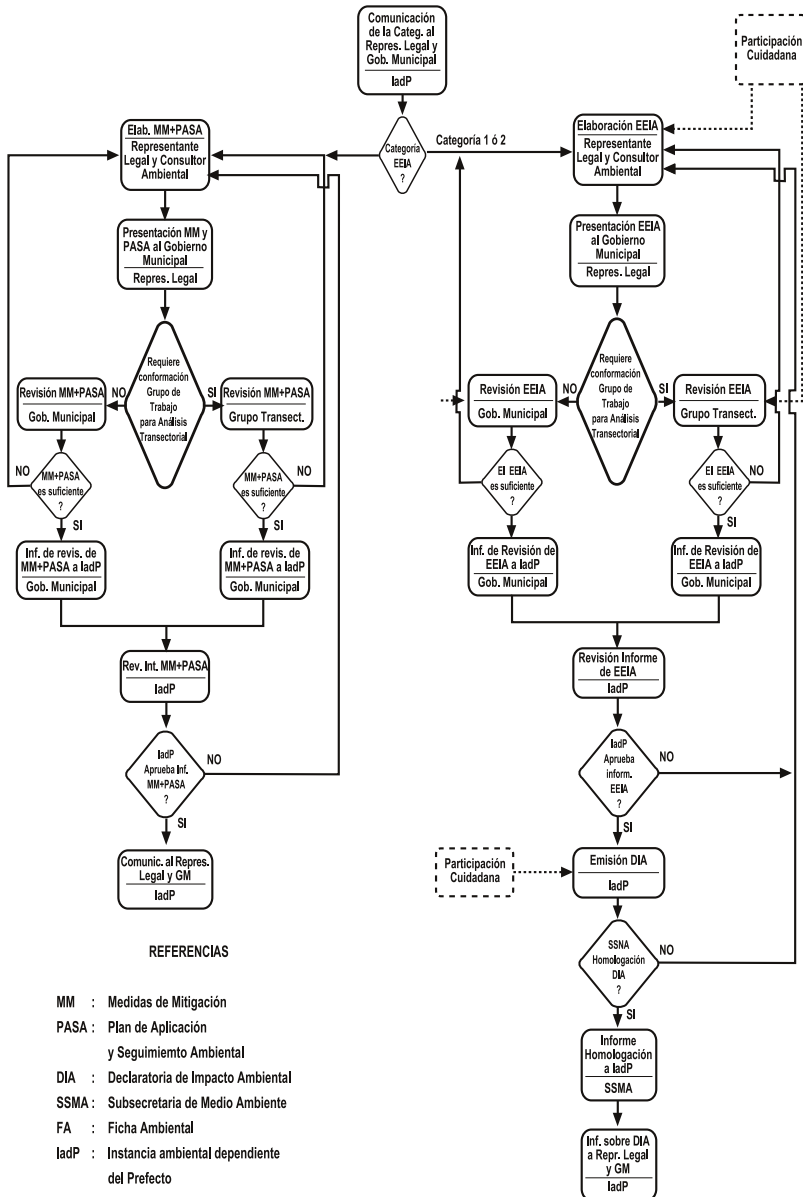 Comunicación
de la Categ. al
Repres. Legal y
Gob. Municipal
IadP
Participación
Cuidadana
Categoría
EEIA
?
Categoría 1 ó 2
Elab. MM+PASA
Representante
Legal y Consultor
Ambiental
Presentación MM y
PASA al Gobierno
Municipal
Repres. Legal
Requiere
conformación
Grupo de
Trabajo
para Análisis
Transectorial
NO
SI
Revisión MM+PASA
Gob. Municipal
Revisión MM+PASA
Grupo Transect.
MM+PASA
es suficiente
?
NO
SI
MM+PASA
es suficiente
?
NO
SI
Inf. de revis. de
MM+PASA a IadP
Gob. Municipal
Inf. de revis. de
MM+PASA a IadP
Gob. Municipal
Rev. Int. MM+PASA
IadP
IadP
Aprueba Inf.
MM+PASA
?
NO
SI
Comunic. al Repres.
Legal y GM
IadP
Elaboración EEIA
Representante
Legal y Consultor
Ambiental
Presentación EEIA
al Gobierno
Municipal
Repres. Legal
Requiere
conformación
Grupo de
Trabajo
para Análisis
Transectorial
NO
SI
Revisión EEIA
Gob. Municipal
Revisión EEIA
Grupo Transect.
El EEIA
es suficiente
?
NO
SI
El EEIA
es suficiente
?
NO
SI
Inf. de Revisión de
EEIA a IadP
Gob. Municipal
Inf. de Revisión de
EEIA a IadP
Gob. Municipal
Revisión Informe
de EEIA
IadP
IadP
Aprueba
inform.
EEIA
?
NO
SI
Participación
Cuidadana
Emisión DIA
IadP
SSNA
Homologación
DIA
?
NO
SI
Informe
Homologación
a IadP
SSMA
Inf. sobre DIA
a Repr. Legal
y GM
IadP
REFERENCIAS
MM : Medidas de Mitigación
PASA : Plan de Aplicación
y Seguimiemto Ambiental
DIA : Declaratoria de Impacto Ambiental
SSMA : Subsecretaria de Medio Ambiente
FA : Ficha Ambiental
IadP : Instancia ambiental dependiente
del Prefecto